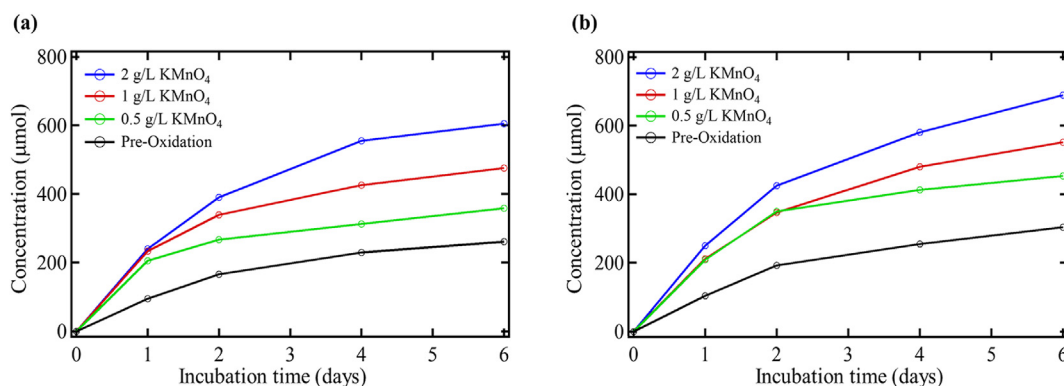 (a)
800
600
400
200
0
Concentration (μmol)
2 g/L KMnO₄
1 g/L KMnO₄
0.5 g/L KMnO₄
Pre-Oxidation
0 1 2 3 4 5 6
Incubation time (days)
(b)
800
600
400
200
0
Concentration (μmol)
2 g/L KMnO₄
1 g/L KMnO₄
0.5 g/L KMnO₄
Pre-Oxidation
0 1 2 3 4 5 6
Incubation time (days)